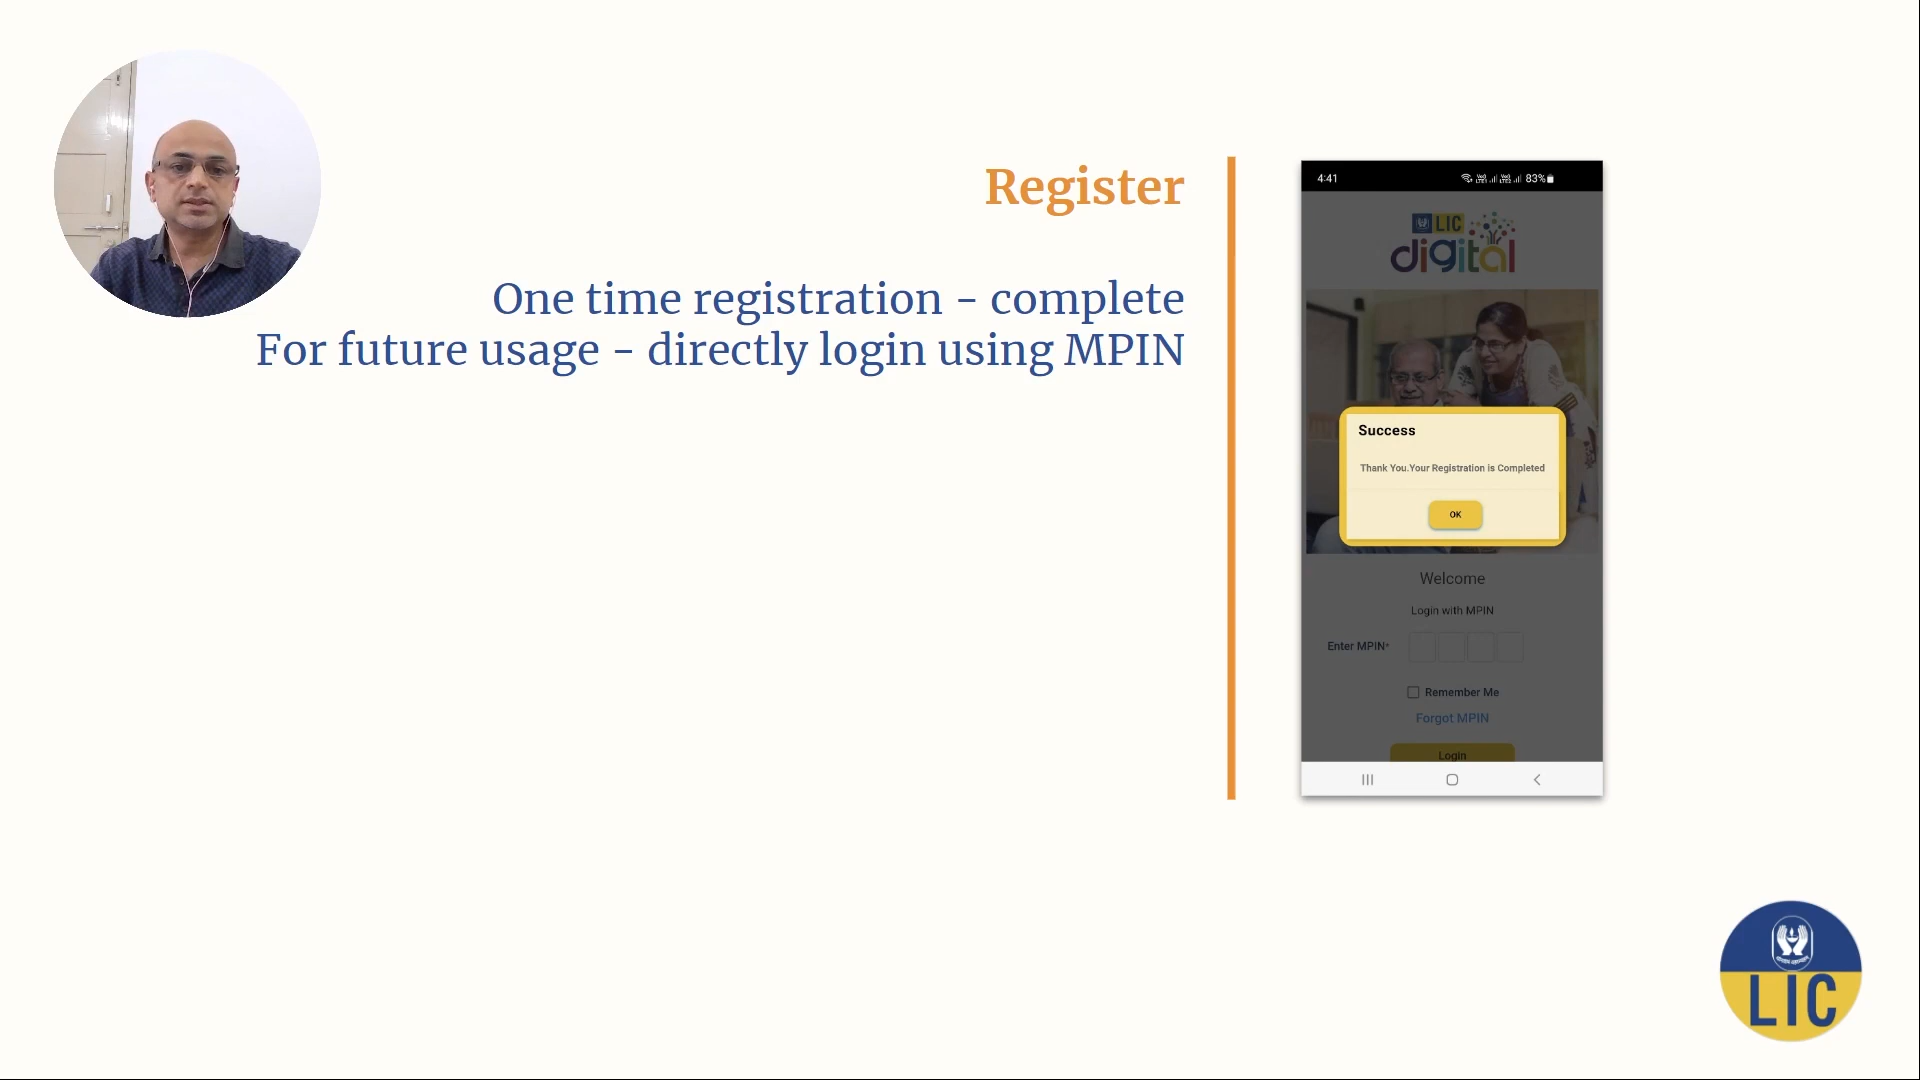 Register
One time registration - complete
For future usage - directly login using MPIN
4:41
83%
LIC
digital
Success
Thank You.Your Registration is Completed
OK
Welcome
Login with MPIN
Enter MPIN*
Remember Me
Forgot MPIN
Login
LIC